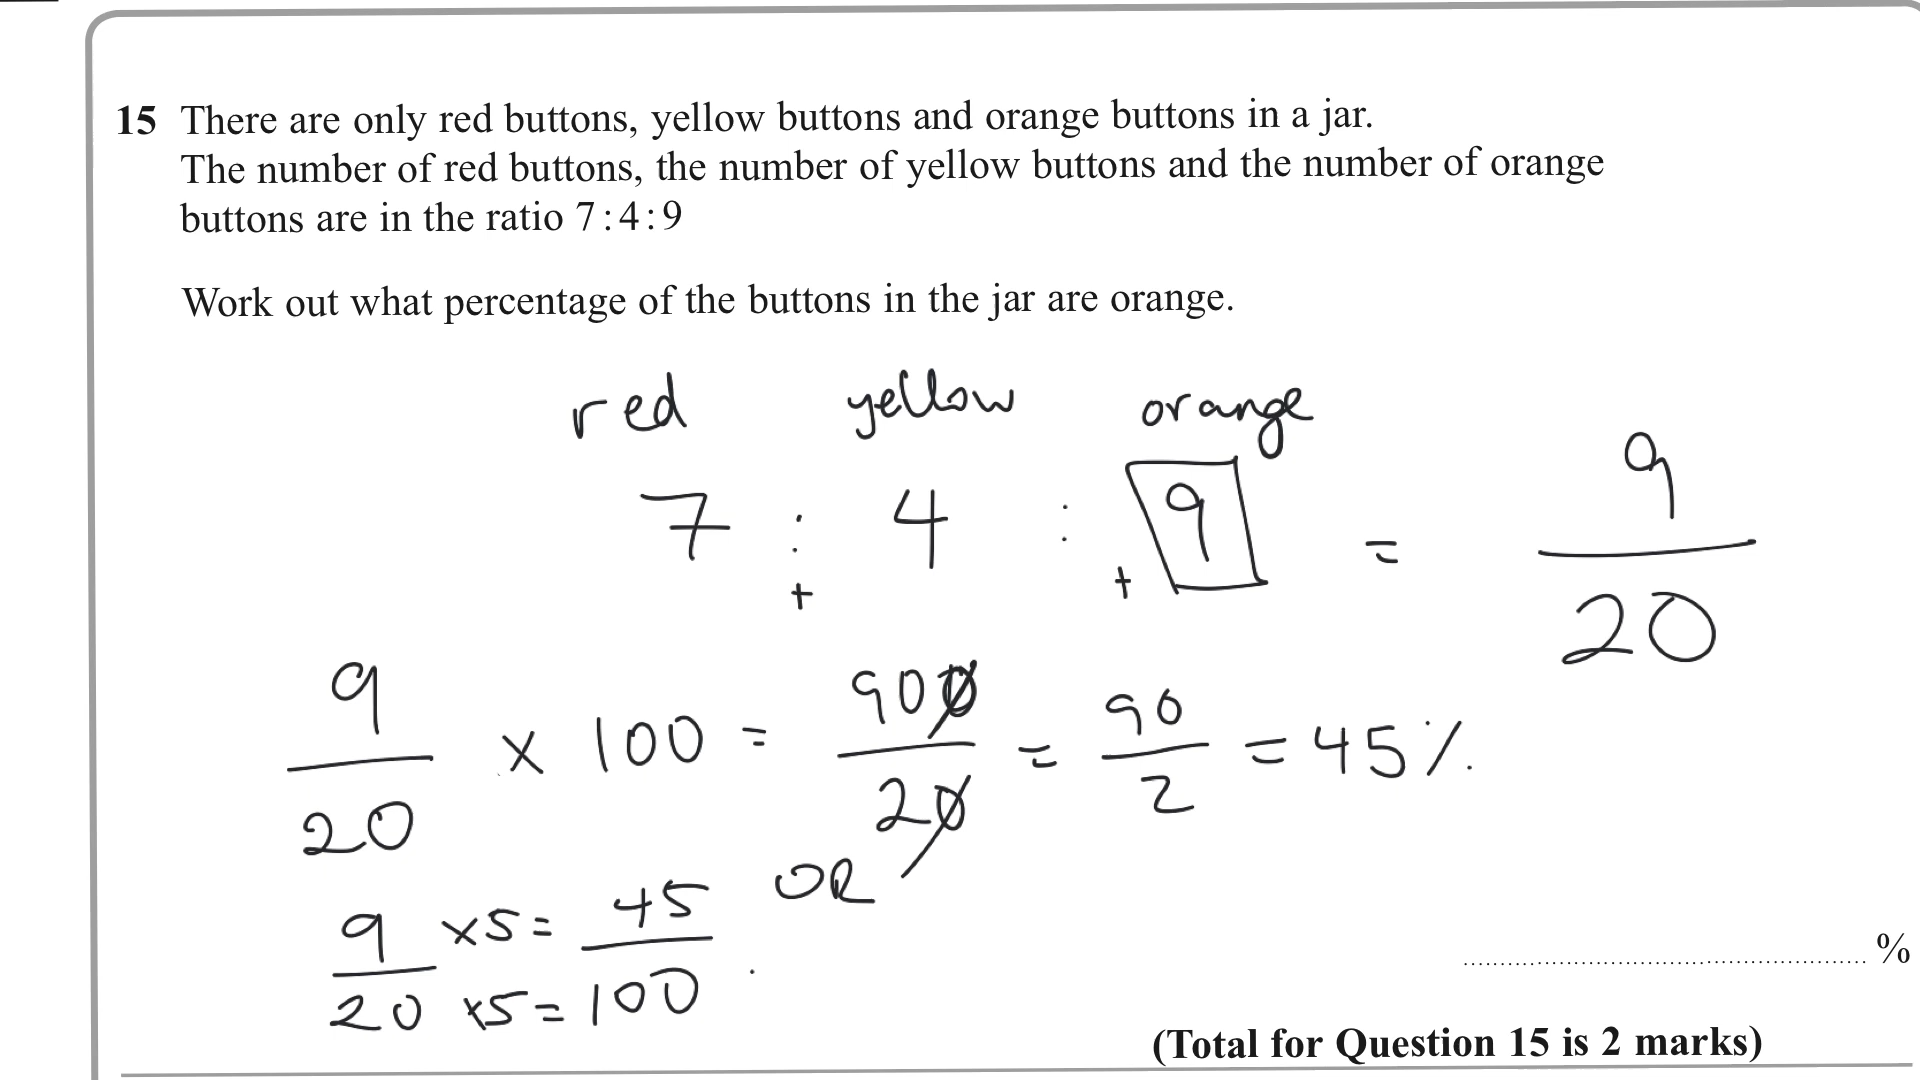 15 There are only red buttons, yellow buttons and orange buttons in a jar.
The number of red buttons, the number of yellow buttons and the number of orange
buttons are in the ratio 7:4:9
Work out what percentage of the buttons in the jar are orange.
red yellow orange
7 : 4 : 9 = 9/20
+ +
9/20 x 100 = 900/20 = 90/2 = 45%
OR
9/20 x5= x5= 45/100
.......... %
(Total for Question 15 is 2 marks)